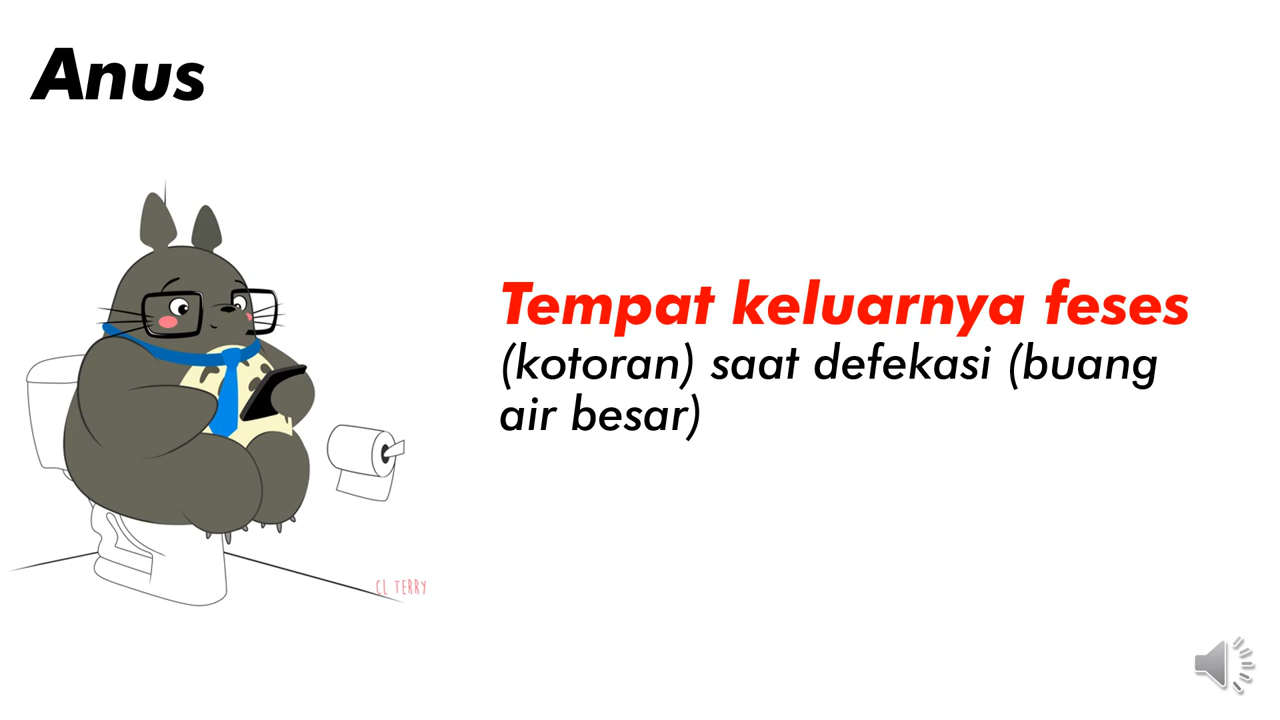 Anus
Tempat keluarnya feses
(kotoran) saat defekasi (buang
air besar)
CL TERRY